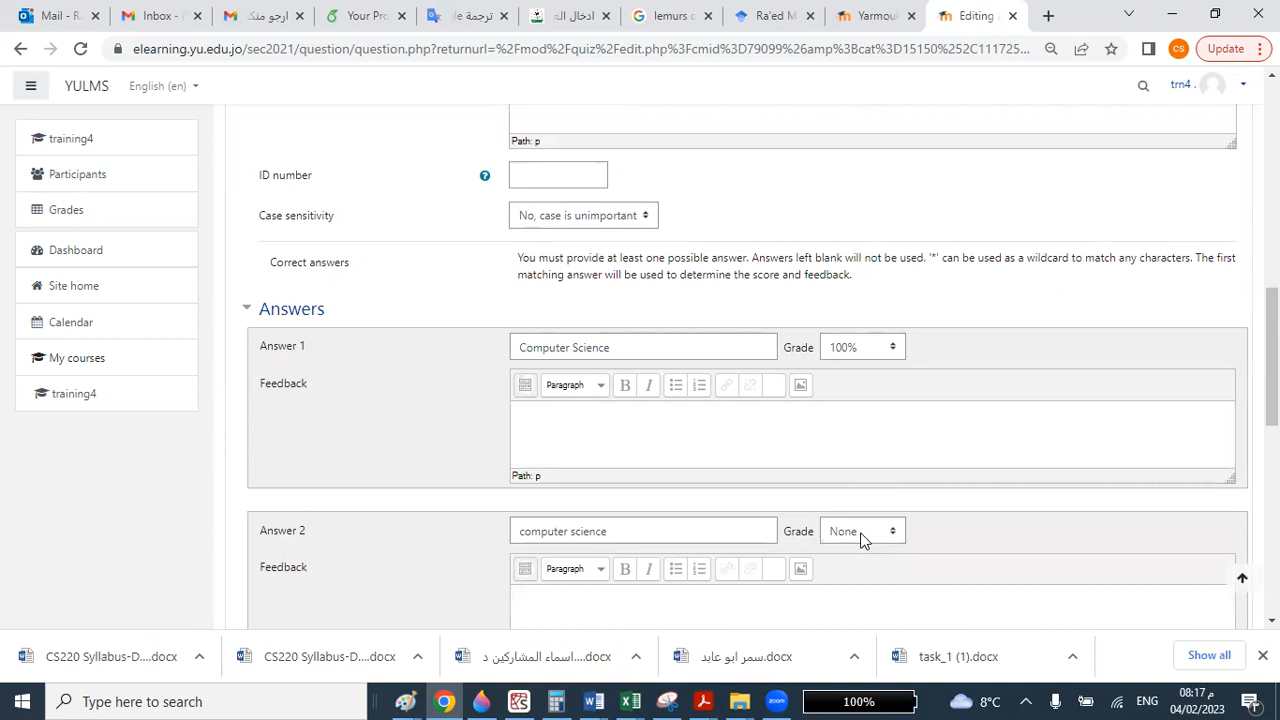 Mail - R
Inbox - t
ارجو منك
Your Pro
ترجمة
ادخال ال
lemurs c
Ra'ed M
Yarmouk
Editing
elearning.yu.edu.jo/sec2021/question/question.php?returnurl=%2Fmod%2Fquiz%2Fedit.php%3Fcmid%3D79099%26amp%3Bcat%3D15150%252C111725...
CS
Update
YULMS
English (en)
trn4 .
training4
Participants
Grades
Dashboard
Site home
Calendar
My courses
training4
Path: p
ID number
Case sensitivity
No, case is unimportant
Correct answers
You must provide at least one possible answer. Answers left blank will not be used. '*' can be used as a wildcard to match any characters. The first
matching answer will be used to determine the score and feedback.
Answers
Answer 1
Computer Science
Grade
100%
Feedback
Paragraph
B
I
Path: p
Answer 2
computer science
Grade
None
Feedback
Paragraph
B
I
CS220 Syllabus-D....docx
CS220 Syllabus-D....docx
اسماء المشاركين د....docx
سمر ابو عابد.docx
task_1 (1).docx
Show all
Type here to search
100%
8°C
ENG
08:17 م
04/02/2023